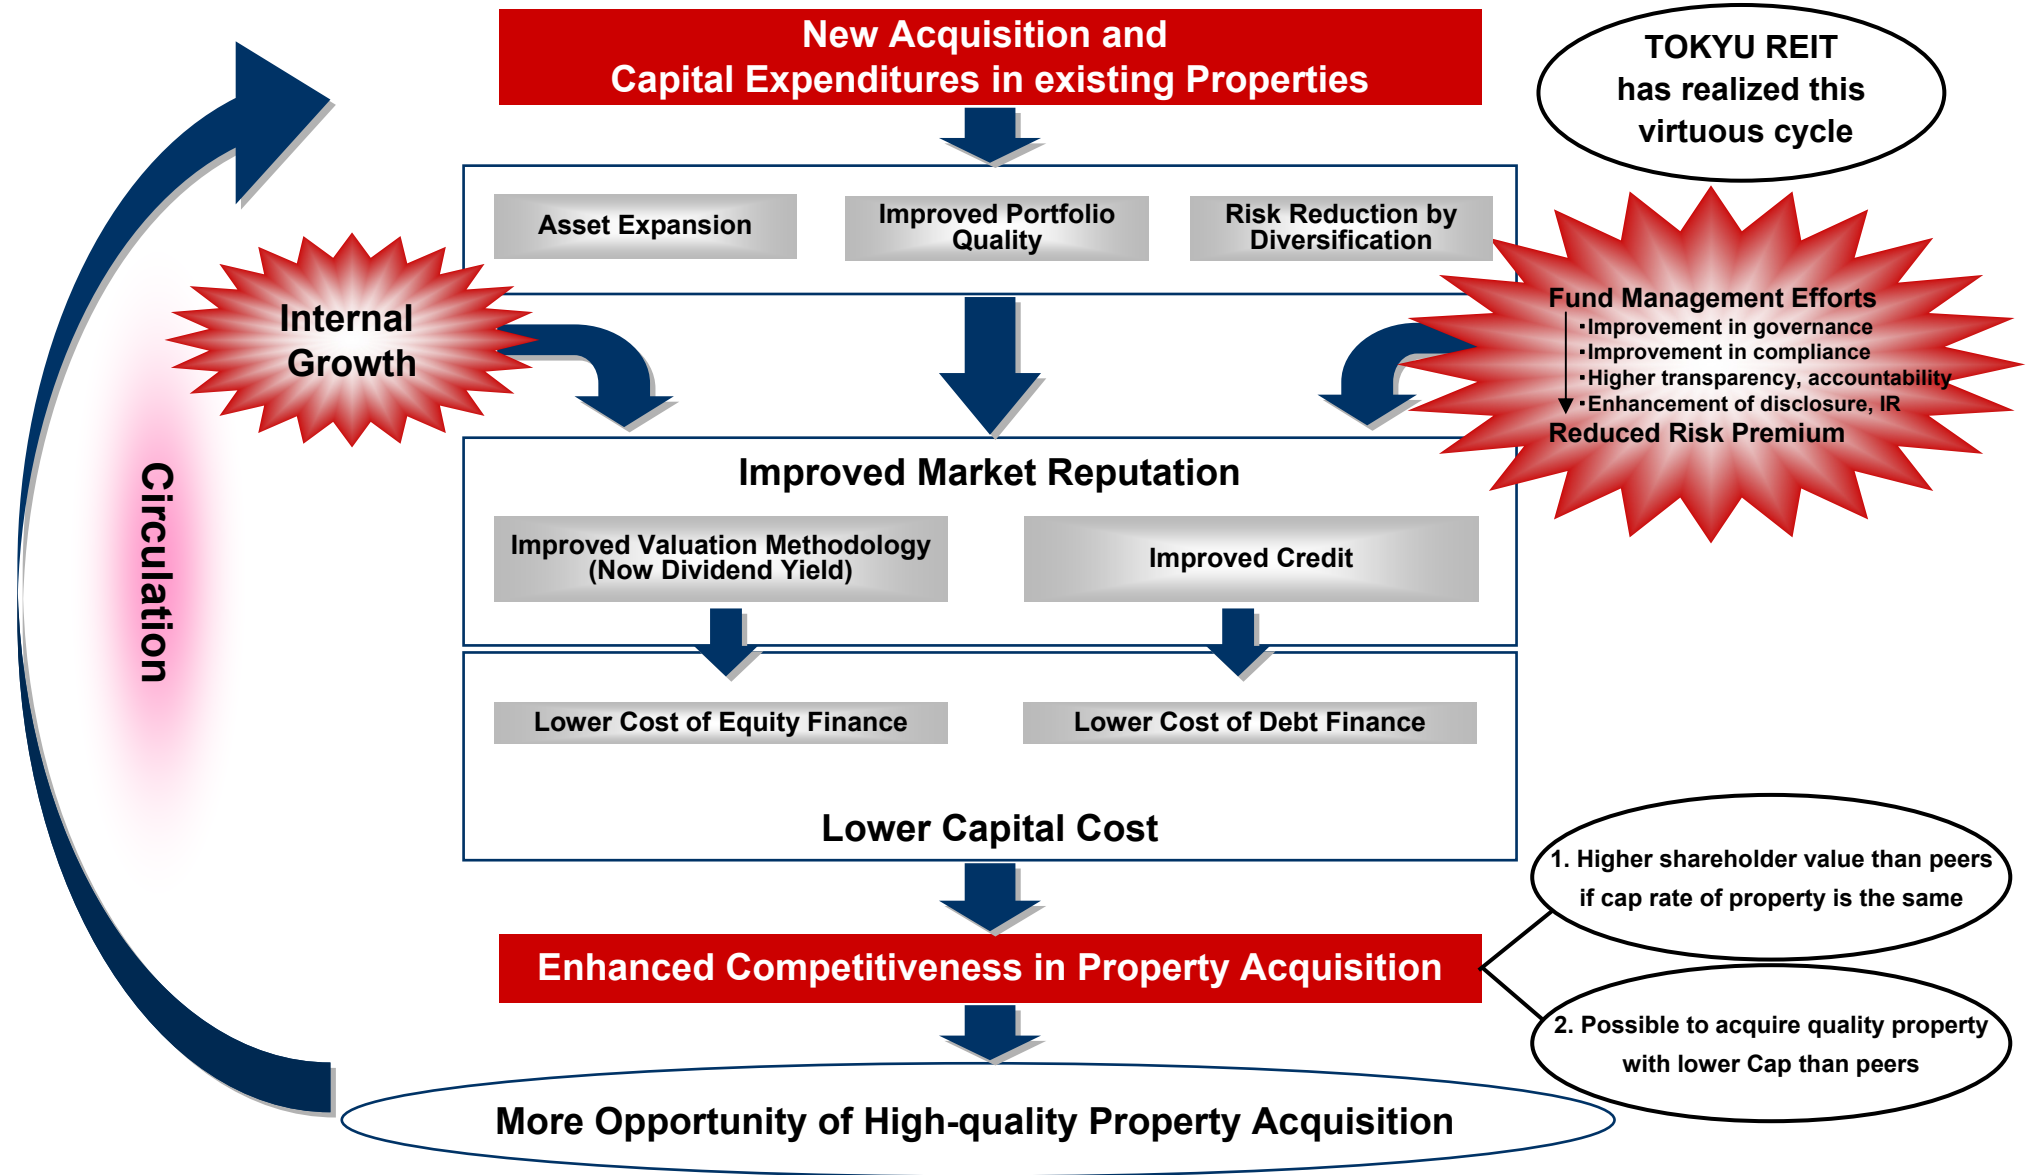 New Acquisition and
Capital Expenditures in existing Properties
TOKYU REIT
has realized this
virtuous cycle
Asset Expansion
Improved Portfolio
Quality
Risk Reduction by
Diversification
Internal
Growth
Fund Management Efforts
・Improvement in governance
・Improvement in compliance
・Higher transparency, accountability
・Enhancement of disclosure, IR
Reduced Risk Premium
Circulation
Improved Market Reputation
Improved Valuation Methodology
(Now Dividend Yield)
Improved Credit
Lower Cost of Equity Finance
Lower Cost of Debt Finance
Lower Capital Cost
1. Higher shareholder value than peers
if cap rate of property is the same
Enhanced Competitiveness in Property Acquisition
2. Possible to acquire quality property
with lower Cap than peers
More Opportunity of High-quality Property Acquisition